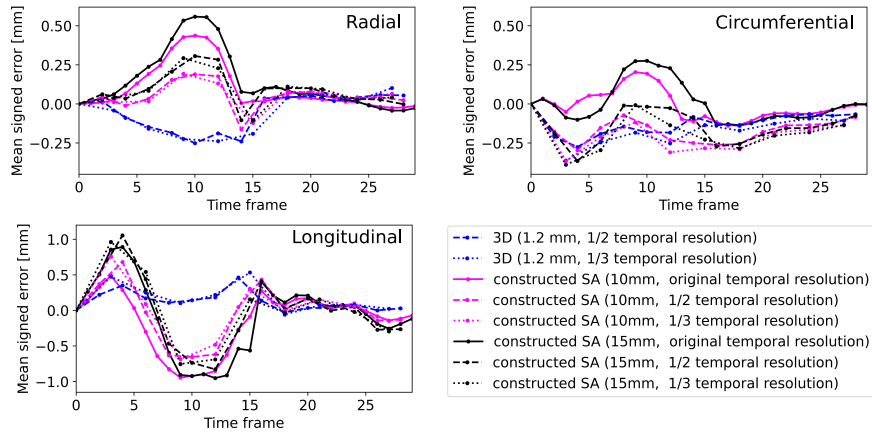 Radial
Mean signed error [mm]
0.50
0.25
0.00
−0.25
0 5 10 15 20 25
Time frame
Circumferential
Mean signed error [mm]
0.50
0.25
0.00
−0.25
0 5 10 15 20 25
Time frame
Longitudinal
Mean signed error [mm]
1.0
0.5
0.0
−0.5
−1.0
0 5 10 15 20 25
Time frame
3D (1.2 mm, 1/2 temporal resolution)
3D (1.2 mm, 1/3 temporal resolution)
constructed SA (10mm, original temporal resolution)
constructed SA (10mm, 1/2 temporal resolution)
constructed SA (10mm, 1/3 temporal resolution)
constructed SA (15mm, original temporal resolution)
constructed SA (15mm, 1/2 temporal resolution)
constructed SA (15mm, 1/3 temporal resolution)